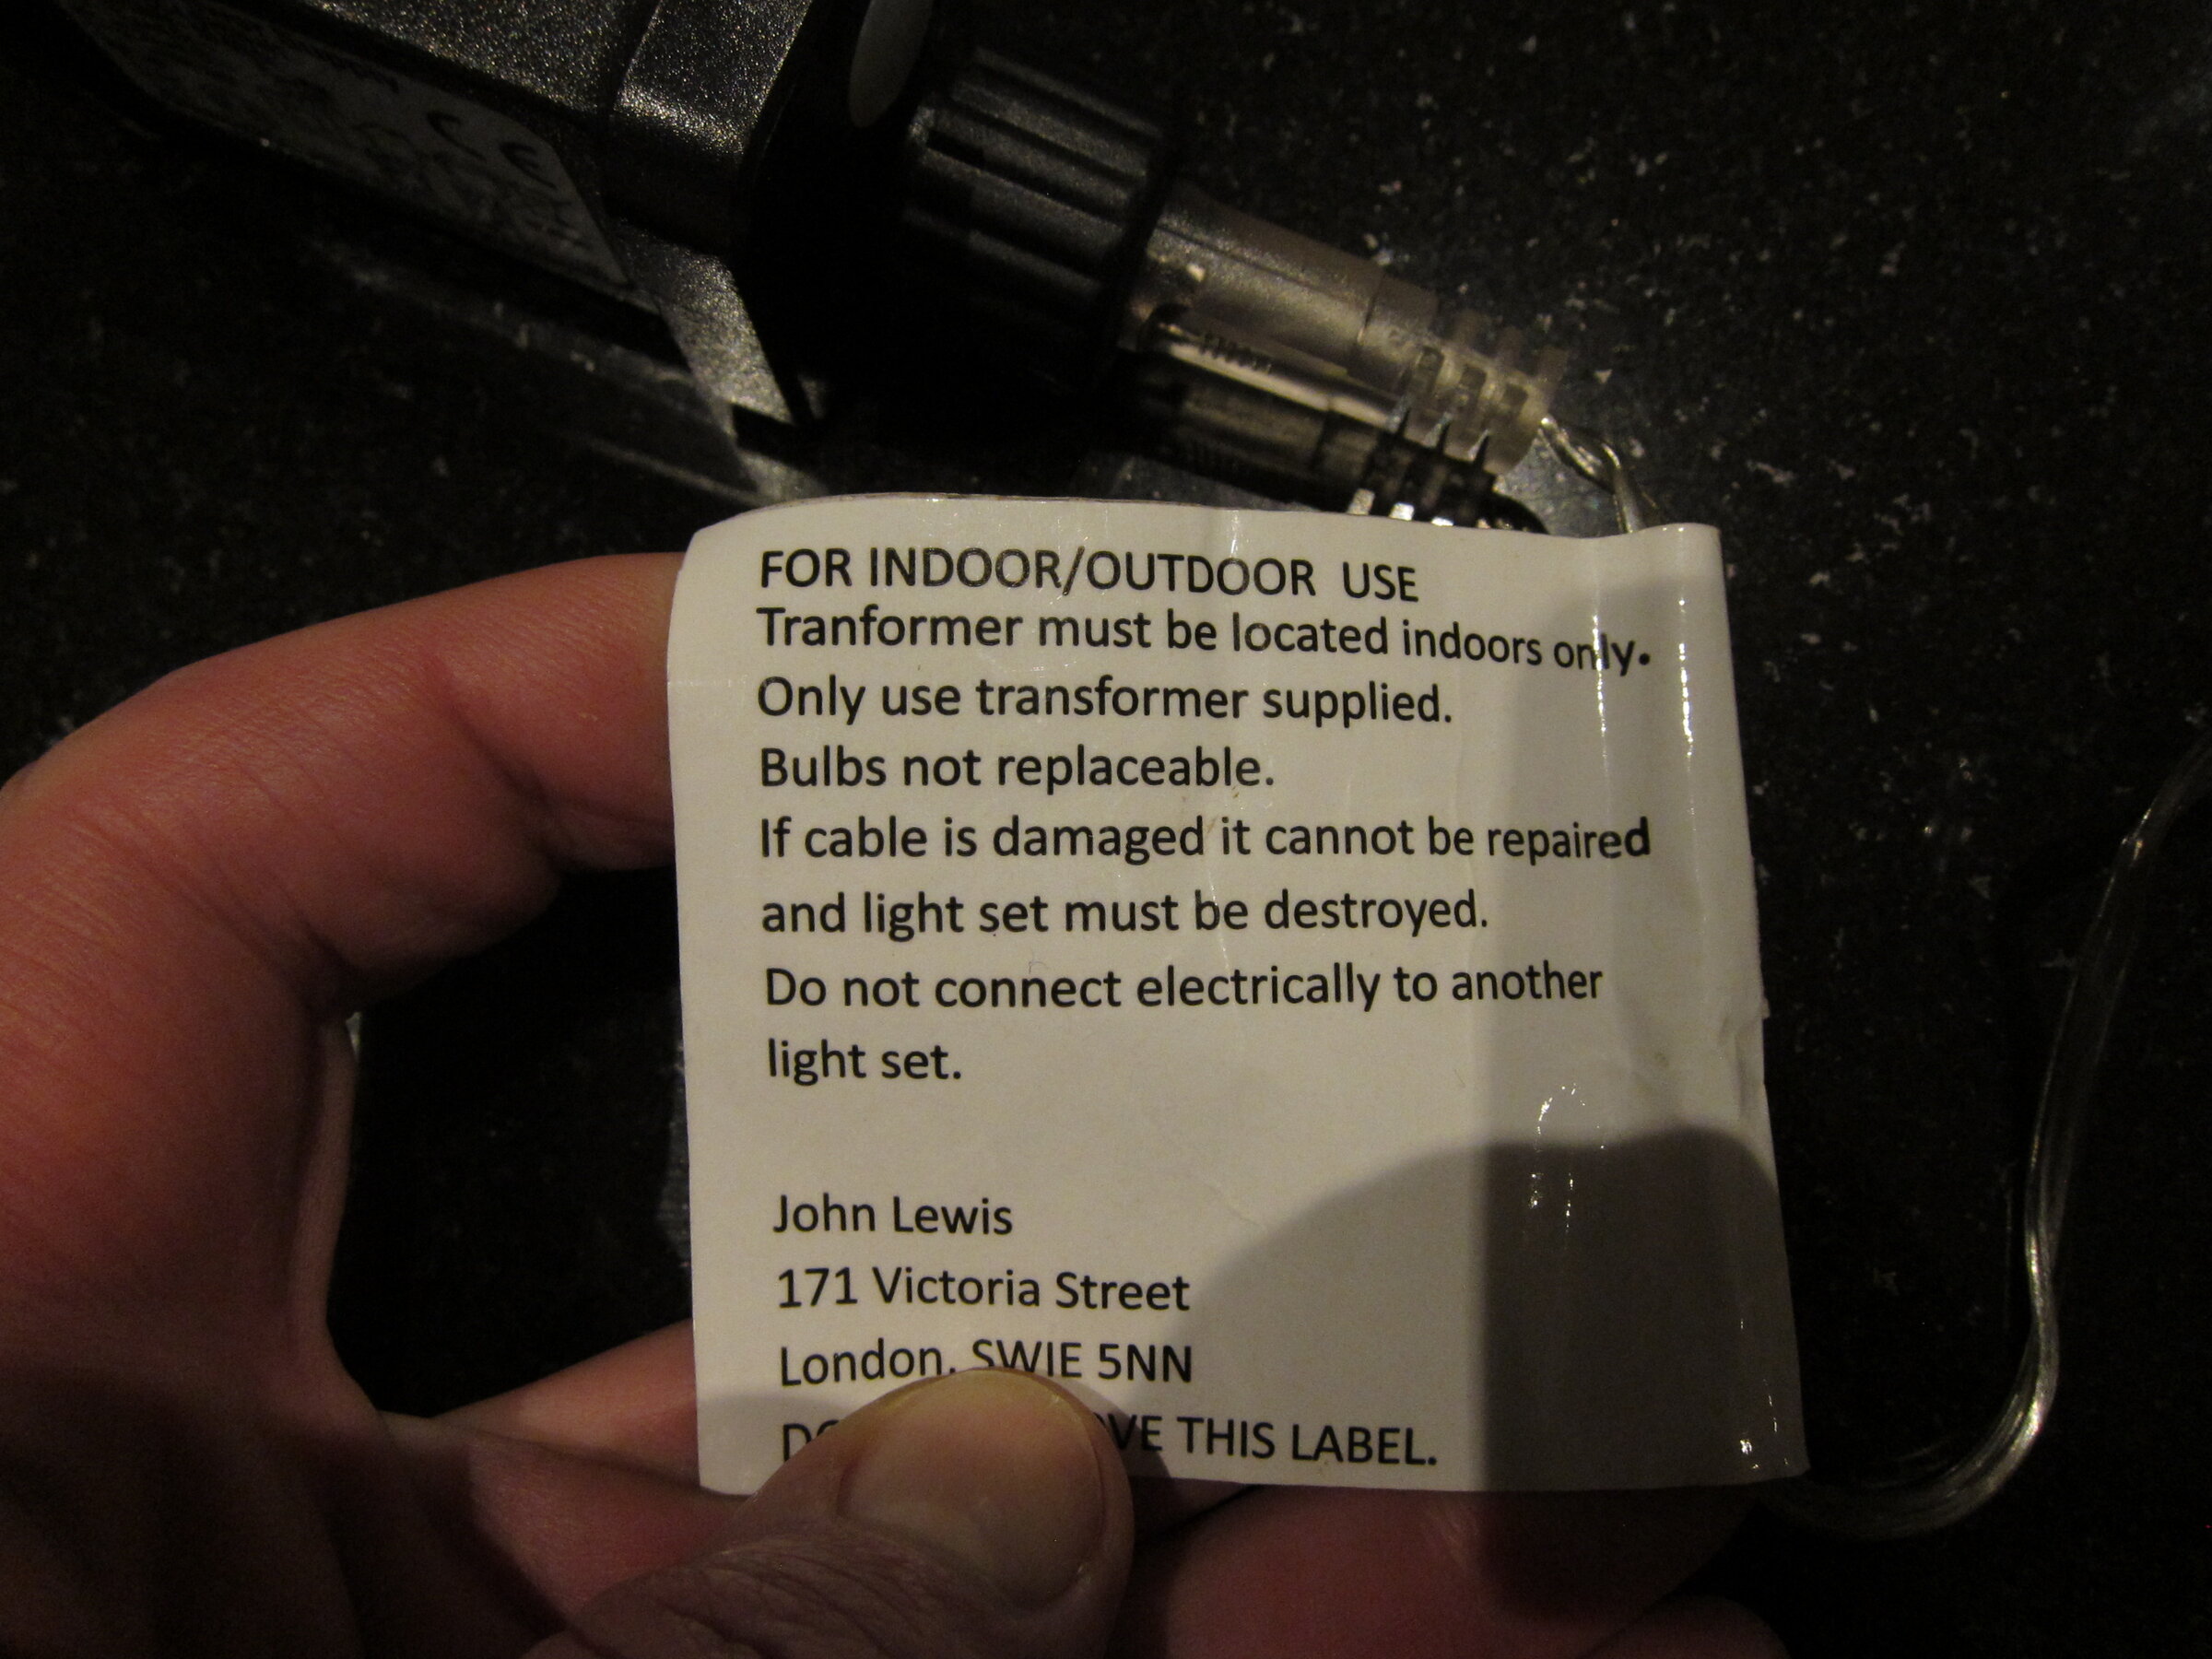 CE
FOR INDOOR/OUTDOOR USE
Tranformer must be located indoors only.
Only use transformer supplied.
Bulbs not replaceable.
If cable is damaged it cannot be repaired
and light set must be destroyed.
Do not connect electrically to another
light set.
John Lewis
171 Victoria Street
London. SWIE 5NN
THIS LABEL.